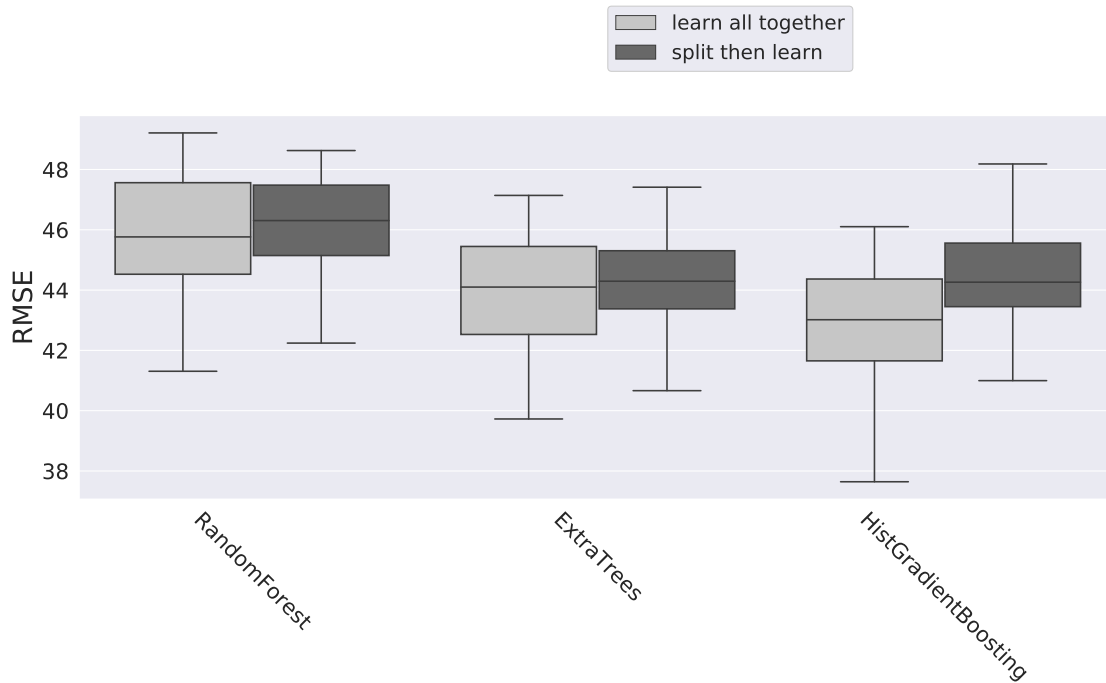 learn all together
split then learn
RMSE
48
46
44
42
40
38
RandomForest
ExtraTrees
HistGradientBoosting